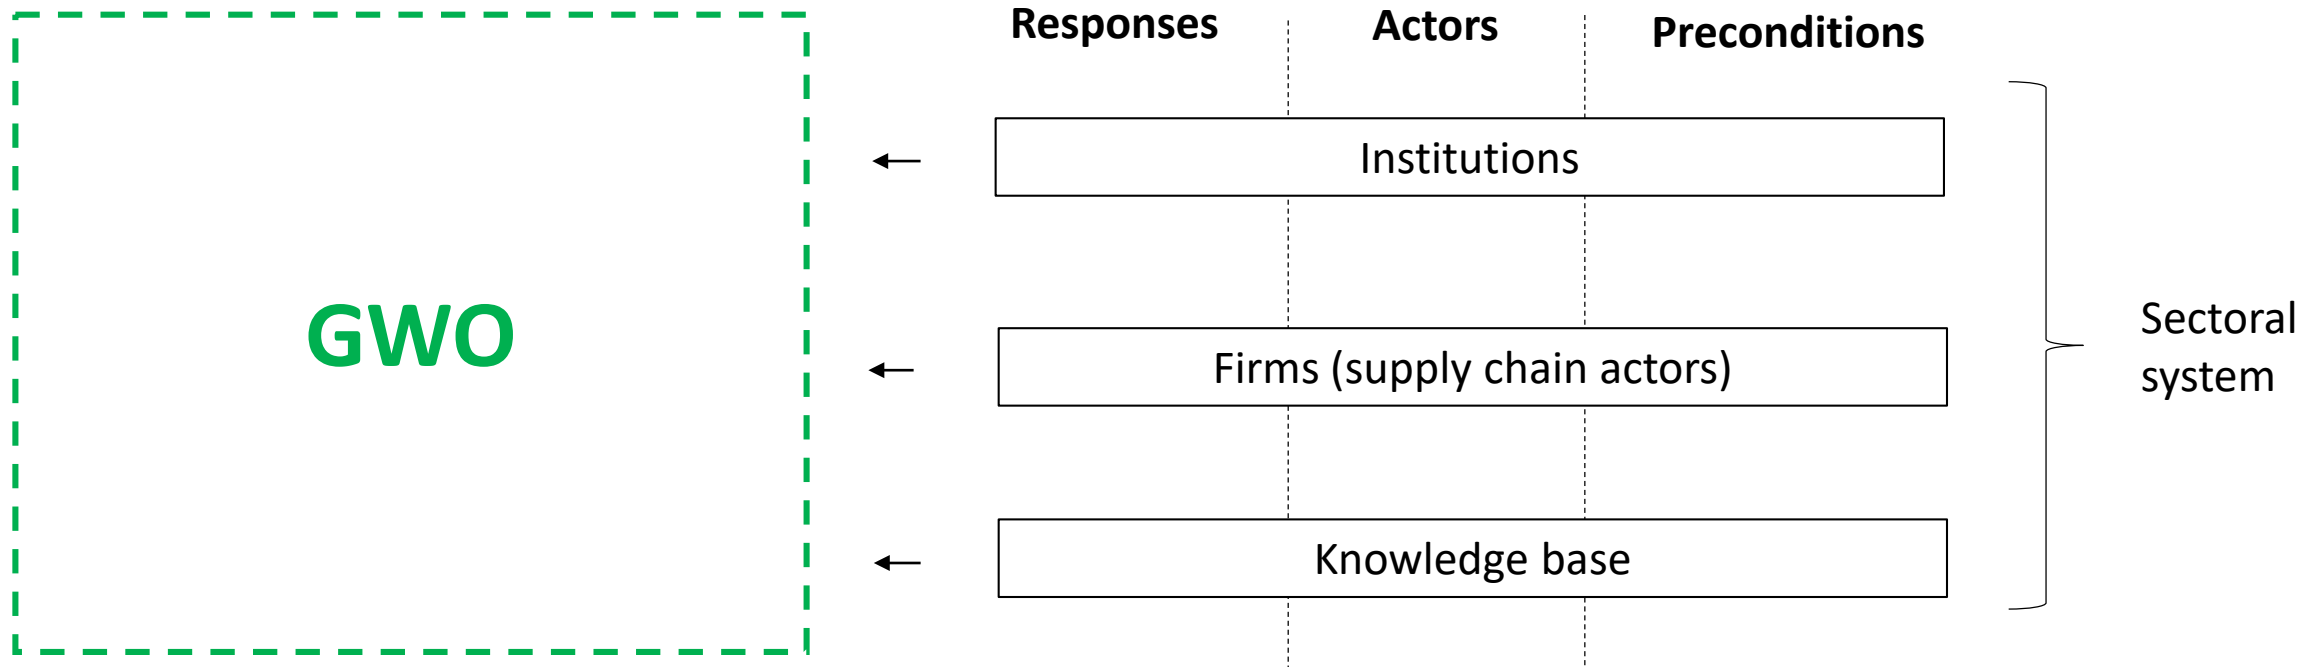 Responses
Actors
Preconditions
Institutions
GWO
Firms (supply chain actors)
Sectoral
system
Knowledge base